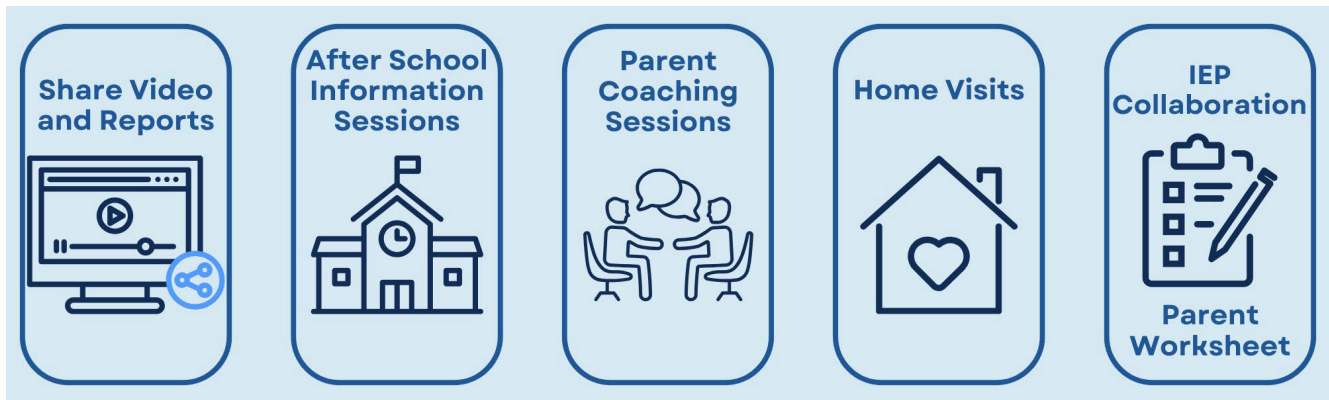 Share Video
and Reports
After School
Information
Sessions
Parent
Coaching
Sessions
Home Visits
IEP
Collaboration
Parent
Worksheet